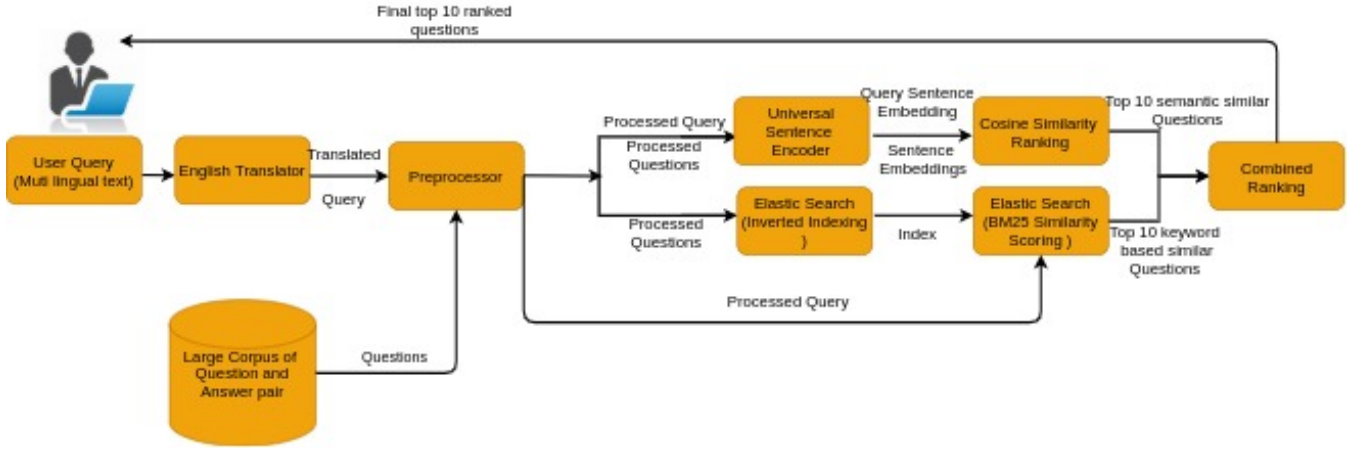 Final top 10 ranked
questions
User Query
(Muti lingual text)
English Translator
Translated
Query
Preprocessor
Processed Query
Processed
Questions
Universal
Sentence
Encoder
Query Sentence
Embedding
Sentence
Embeddings
Cosine Similarity
Ranking
Top 10 semantic similar
Questions
Combined
Ranking
Processed
Questions
Elastic Search
(Inverted Indexing
)
Index
Elastic Search
(BM25 Similarity
Scoring )
Top 10 keyword
based similar
Questions
Processed Query
Large Corpus of
Question and
Answer pair
Questions